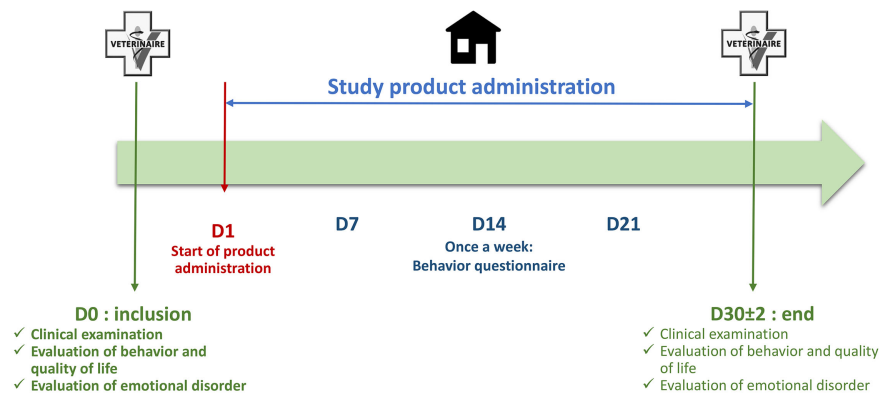 VETERINAIRE
VETERINAIRE
Study product administration
D1
Start of product
administration
D7
D14
Once a week:
Behavior questionnaire
D21
D0 : inclusion
✓ Clinical examination
✓ Evaluation of behavior and
quality of life
✓ Evaluation of emotional disorder
D30±2 : end
✓ Clinical examination
✓ Evaluation of behavior and quality
of life
✓ Evaluation of emotional disorder